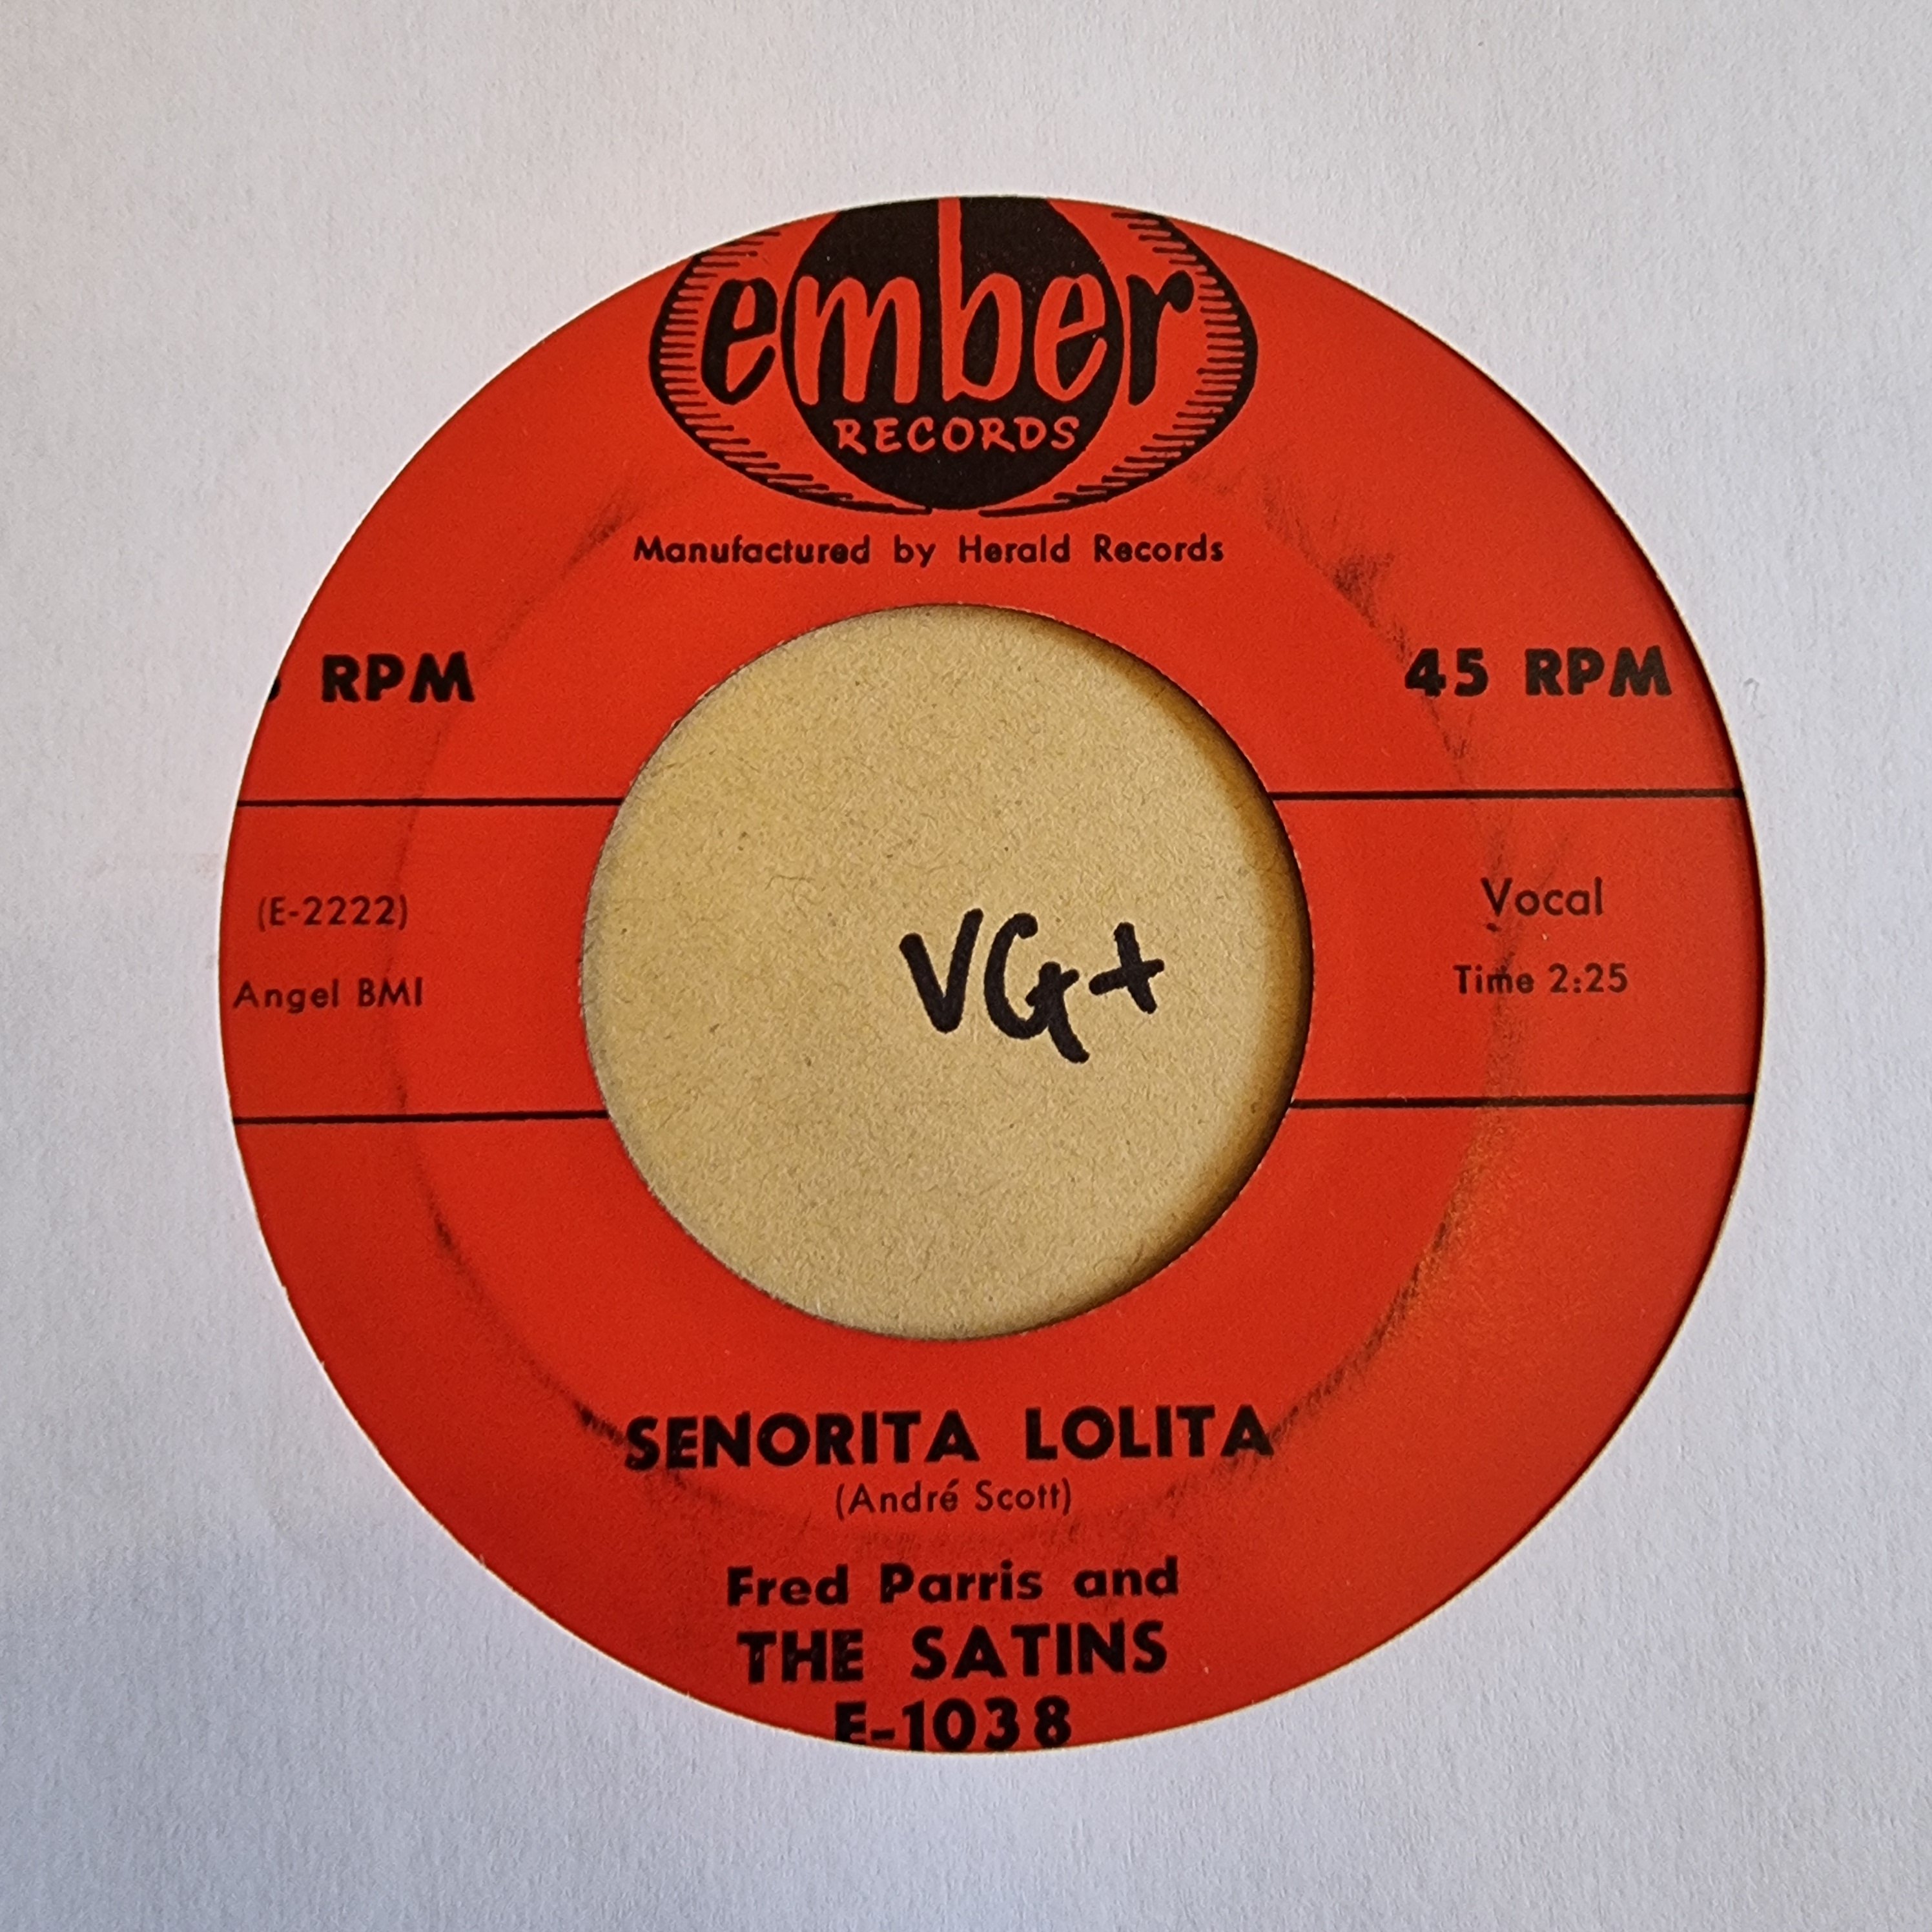 ember
RECORDS
Manufactured by Herald Records
RPM
45 RPM
(E-2222)
Vocal
Angel BMI
Time 2:25
VG+
SENORITA LOLITA
(André Scott)
Fred Parris and
THE SATINS
E-1038